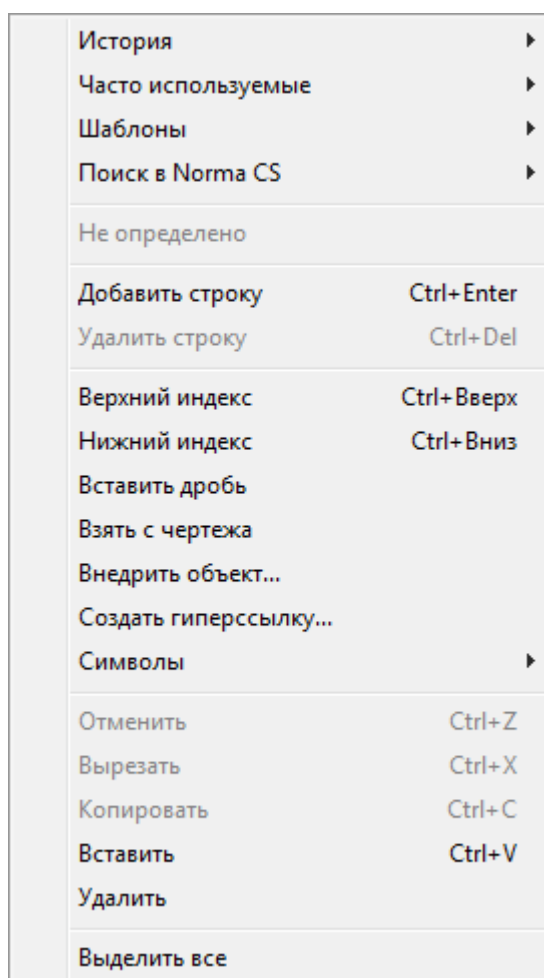 История
Часто используемые
Шаблоны
Поиск в Norma CS
Не определено
Добавить строку Ctrl+Enter
Удалить строку Ctrl+Del
Верхний индекс Ctrl+Вверх
Нижний индекс Ctrl+Вниз
Вставить дробь
Взять с чертежа
Внедрить объект...
Создать гиперссылку...
Символы
Отменить Ctrl+Z
Вырезать Ctrl+X
Копировать Ctrl+C
Вставить Ctrl+V
Удалить
Выделить все